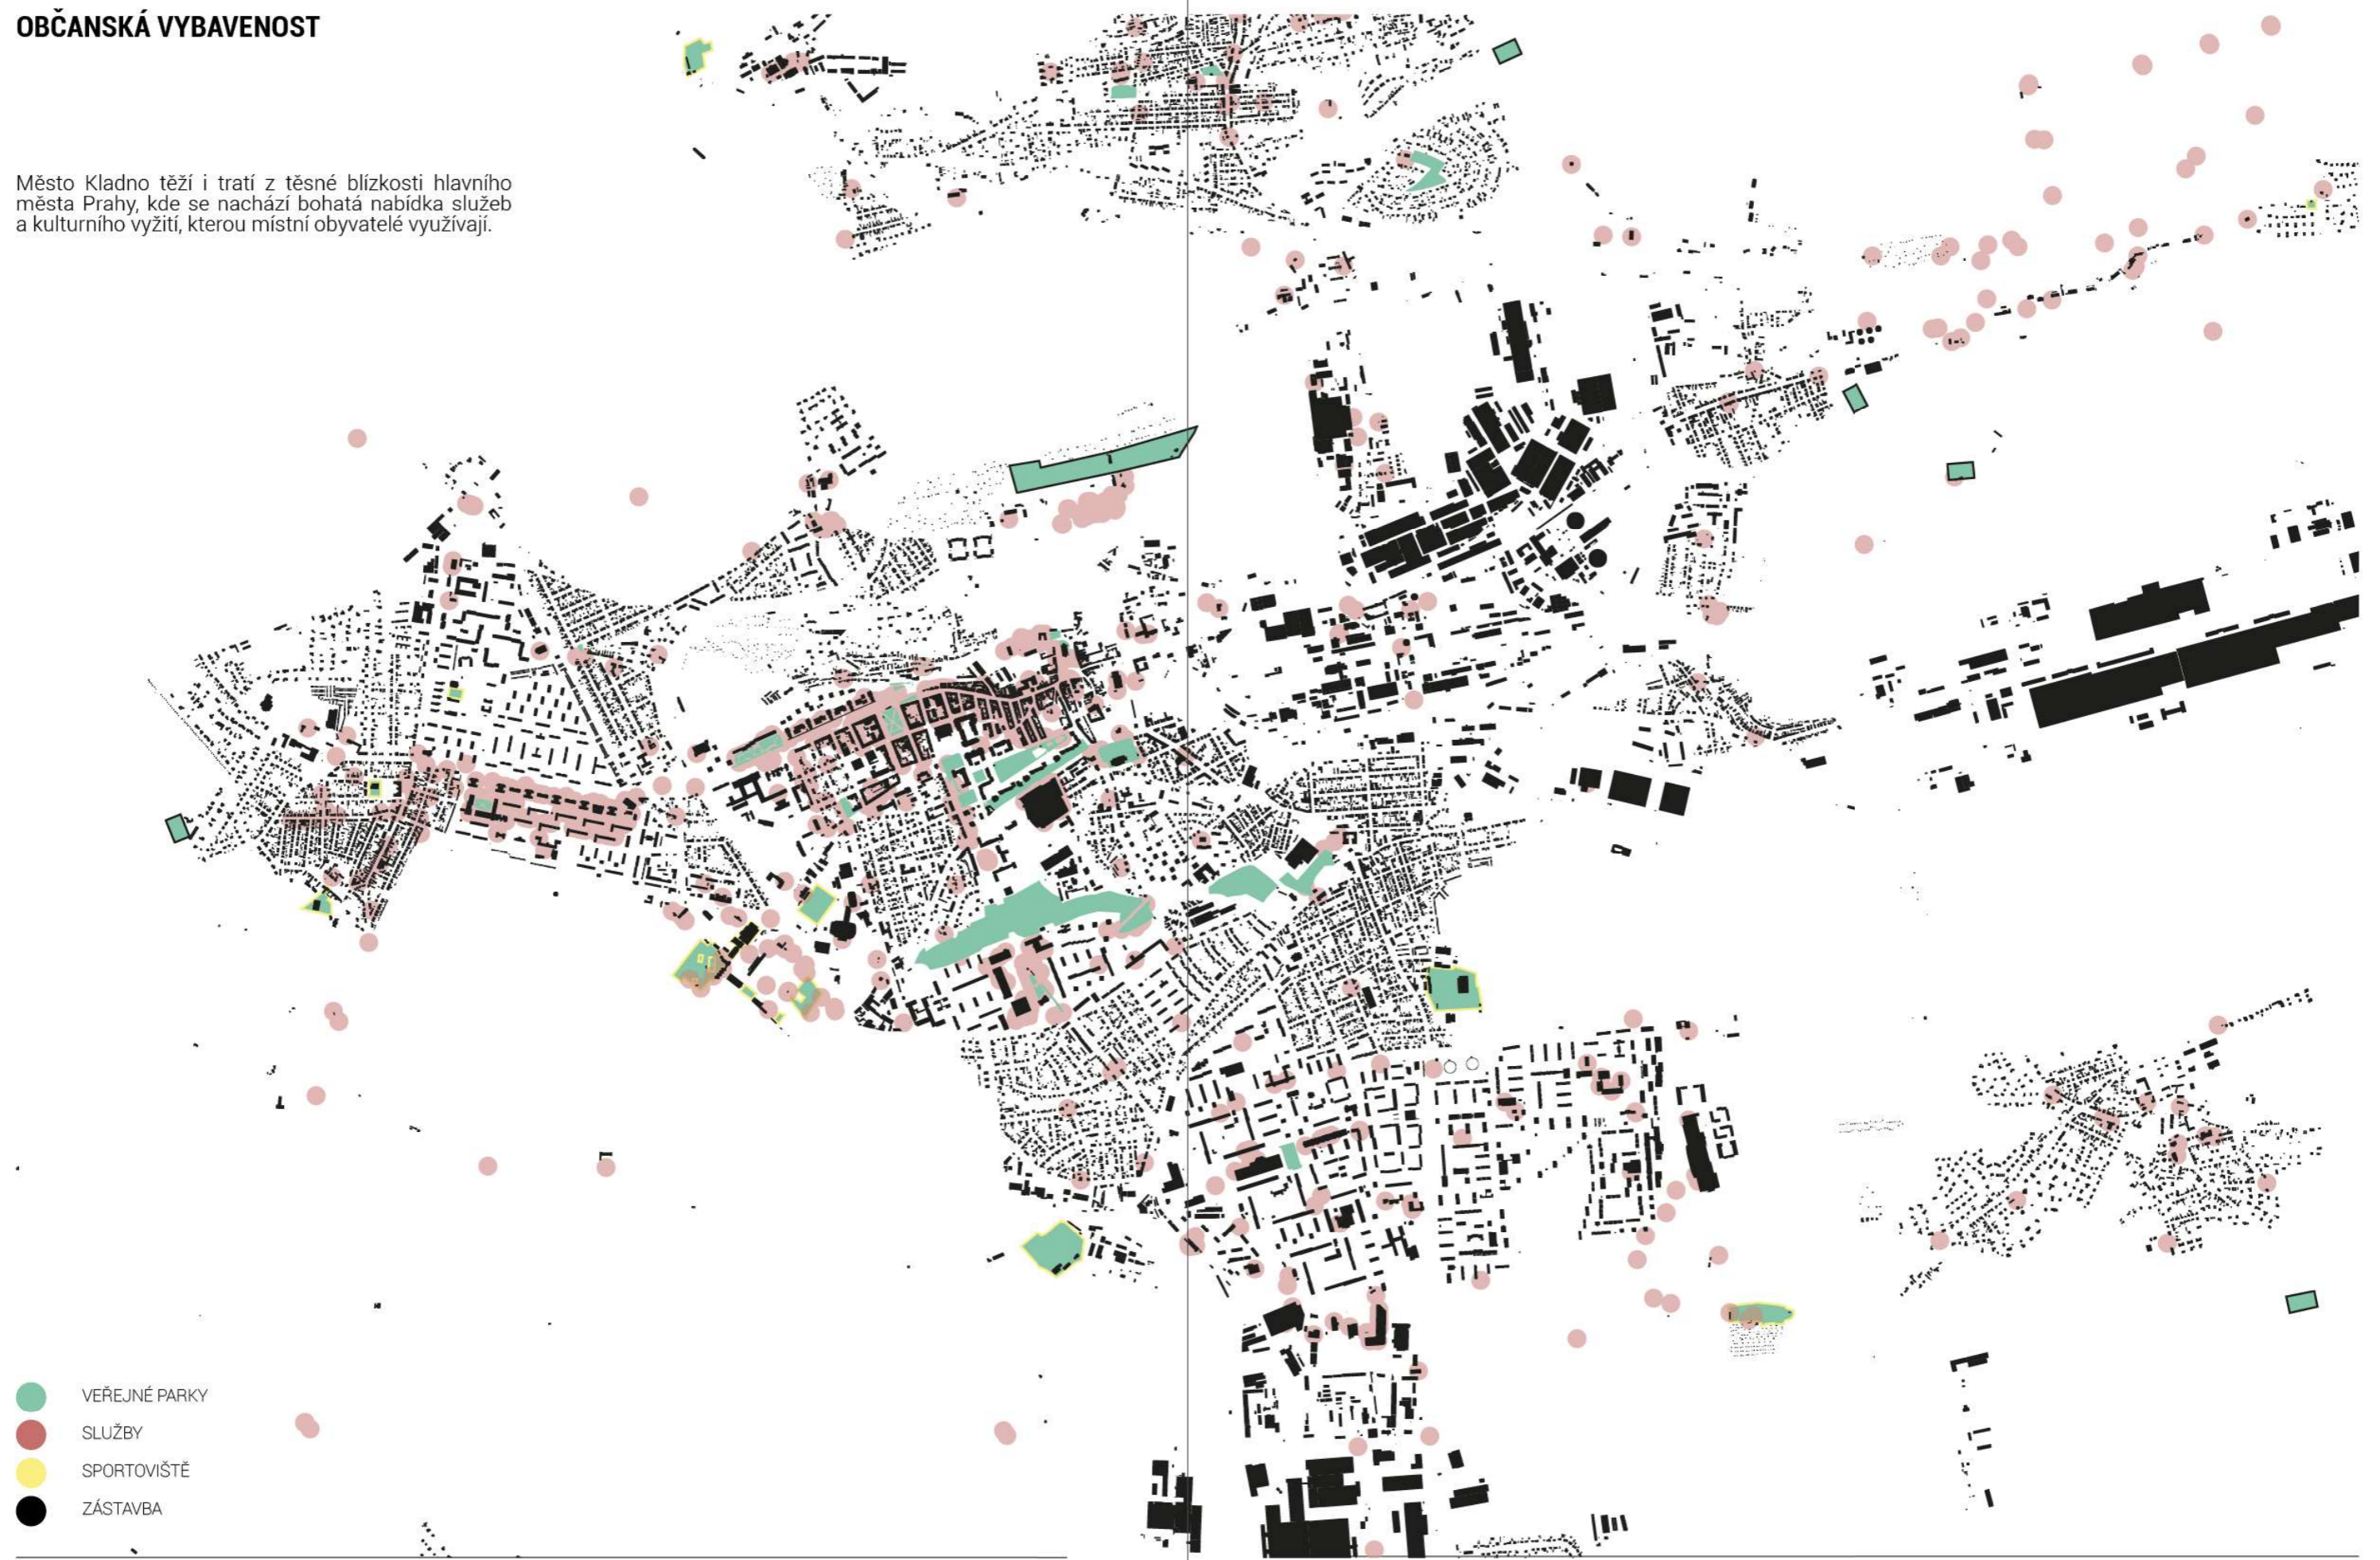 OBČANSKÁ VYBAVENOST
Město Kladno těží i tratí z těsné blízkosti hlavního
města Prahy, kde se nachází bohatá nabídka služeb
a kulturního vyžití, kterou místní obyvatelé využívají.
VEŘEJNÉ PARKY
SLUŽBY
SPORTOVIŠTĚ
ZÁSTAVBA